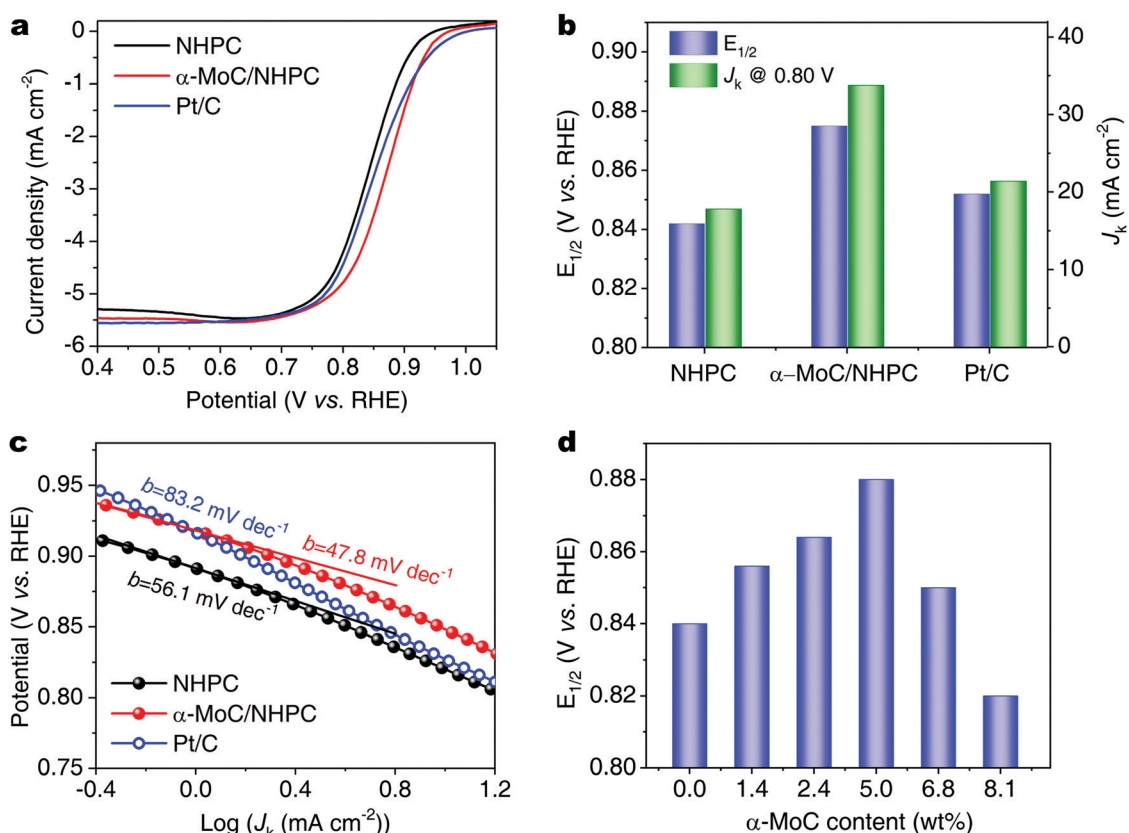 a
NHPC
α-MoC/NHPC
Pt/C
Current density (mA cm-2)
0
-1
-2
-3
-4
-5
-6
0.4 0.5 0.6 0.7 0.8 0.9 1.0
Potential (V vs. RHE)
b
E1/2
Jk @ 0.80 V
E1/2 (V vs. RHE)
0.90
0.88
0.86
0.84
0.82
0.80
40
30
20
10
0
Jk (mA cm-2)
NHPC α–MoC/NHPC Pt/C
c
b=83.2 mV dec-1
b=47.8 mV dec-1
b=56.1 mV dec-1
NHPC
α-MoC/NHPC
Pt/C
Potential (V vs. RHE)
0.95
0.90
0.85
0.80
0.75
-0.4 0.0 0.4 0.8 1.2
Log (Jk (mA cm-2))
d
E1/2 (V vs. RHE)
0.88
0.86
0.84
0.82
0.80
0.0 1.4 2.4 5.0 6.8 8.1
α-MoC content (wt%)